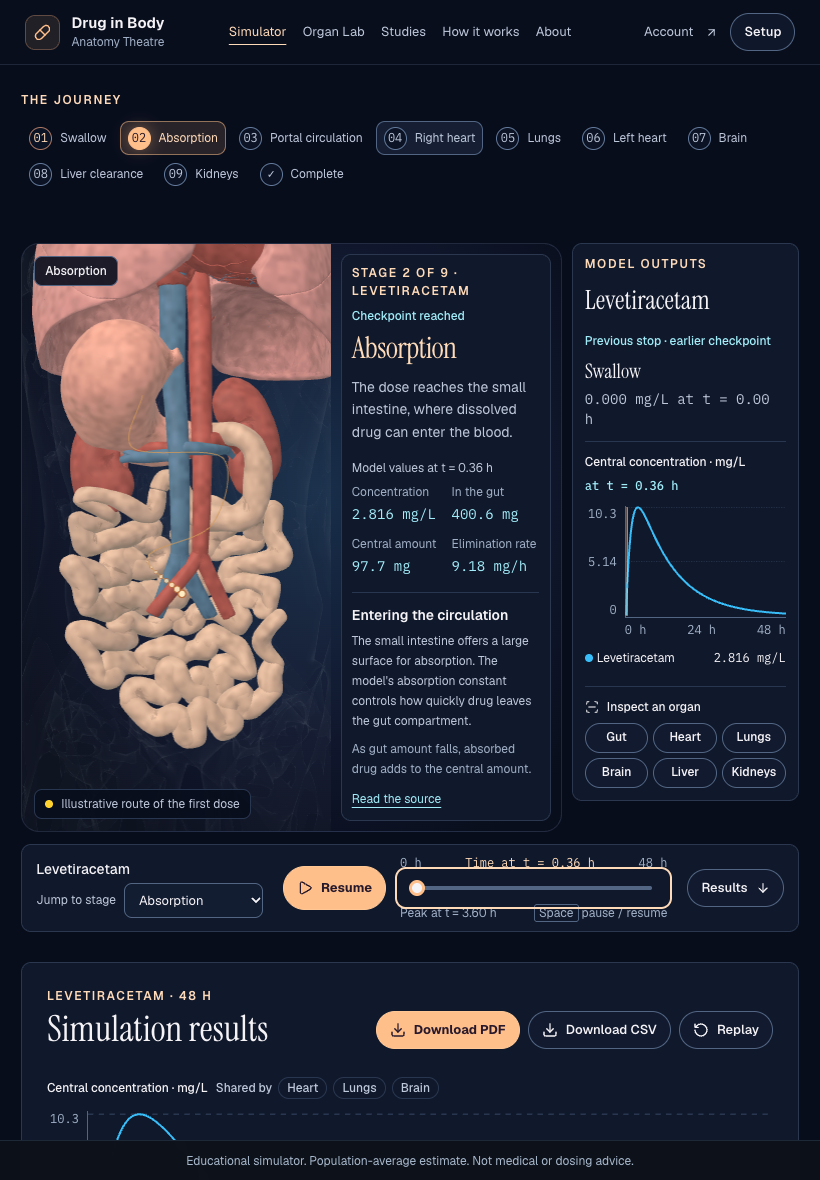 Drug in Body
Anatomy Theatre
Simulator
Organ Lab
Studies
How it works
About
Account
Setup
THE JOURNEY
01 Swallow
02 Absorption
03 Portal circulation
04 Right heart
05 Lungs
06 Left heart
07 Brain
08 Liver clearance
09 Kidneys
✓ Complete
Absorption
Illustrative route of the first dose
STAGE 2 OF 9 ·
LEVETIRACETAM
Checkpoint reached
Absorption
The dose reaches the small
intestine, where dissolved
drug can enter the blood.
Model values at t = 0.36 h
Concentration
In the gut
2.816 mg/L
400.6 mg
Central amount
Elimination rate
97.7 mg
9.18 mg/h
Entering the circulation
The small intestine offers a large
surface for absorption. The
model's absorption constant
controls how quickly drug leaves
the gut compartment.
As gut amount falls, absorbed
drug adds to the central amount.
Read the source
MODEL OUTPUTS
Levetiracetam
Previous stop · earlier checkpoint
Swallow
0.000 mg/L at t = 0.00
h
Central concentration · mg/L
at t = 0.36 h
10.3
5.14
0
0 h
24 h
48 h
Levetiracetam
2.816 mg/L
Inspect an organ
Gut
Heart
Lungs
Brain
Liver
Kidneys
Levetiracetam
Jump to stage
Absorption
Resume
0 h
Time at t = 0.36 h
48 h
Peak at t = 3.60 h
Space pause / resume
Results
LEVETIRACETAM · 48 H
Simulation results
Download PDF
Download CSV
Replay
Central concentration · mg/L
Shared by
Heart
Lungs
Brain
10.3
Educational simulator. Population-average estimate. Not medical or dosing advice.